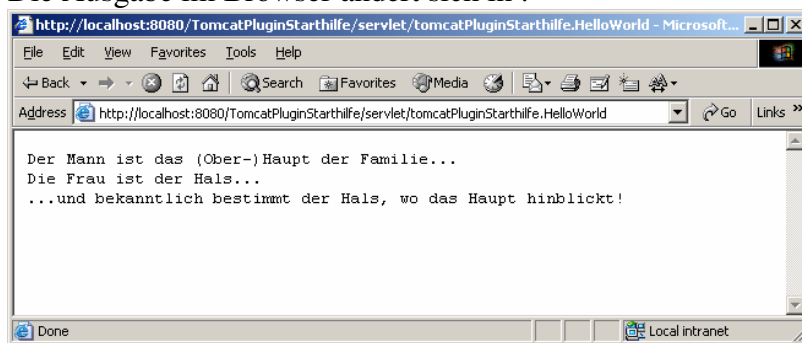 Die Ausgabe im Browser ändert sich in :
http://localhost:8080/TomcatPluginStarthilfe/servlet/tomcatPluginStarthilfe.HelloWorld - Microsoft...
File Edit View Favorites Tools Help
Back Search Favorites Media
Address http://localhost:8080/TomcatPluginStarthilfe/servlet/tomcatPluginStarthilfe.HelloWorld Go Links »
Der Mann ist das (Ober-)Haupt der Familie...
Die Frau ist der Hals...
...und bekanntlich bestimmt der Hals, wo das Haupt hinblickt!
Done Local intranet